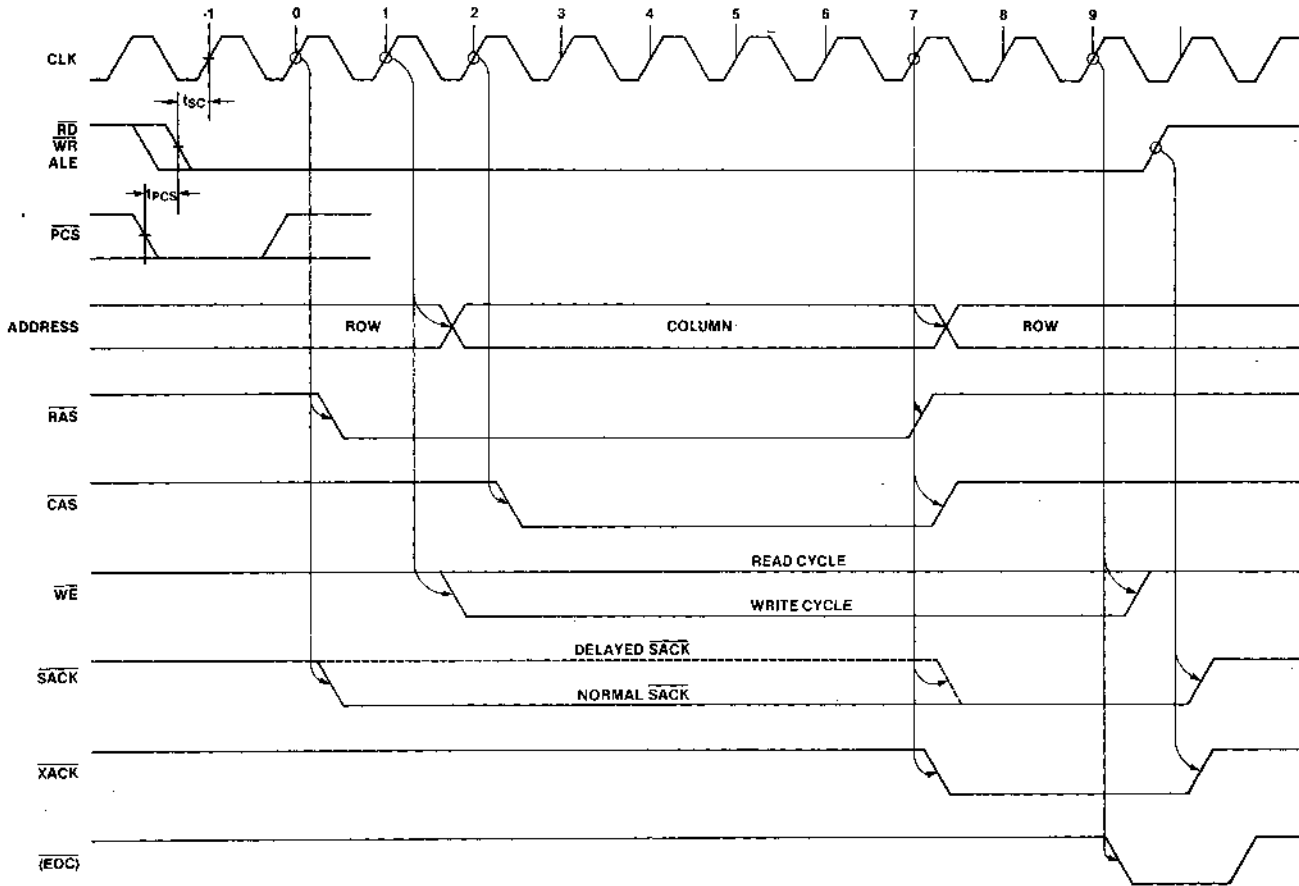 -1 0 1 2 3 4 5 6 7 8 9
CLK
tSC
RD
WR
ALE
tPCS
PCS
ADDRESS ROW COLUMN ROW
RAS
CAS
READ CYCLE
WE
WRITE CYCLE
DELAYED SACK
SACK
NORMAL SACK
XACK
(EOC)